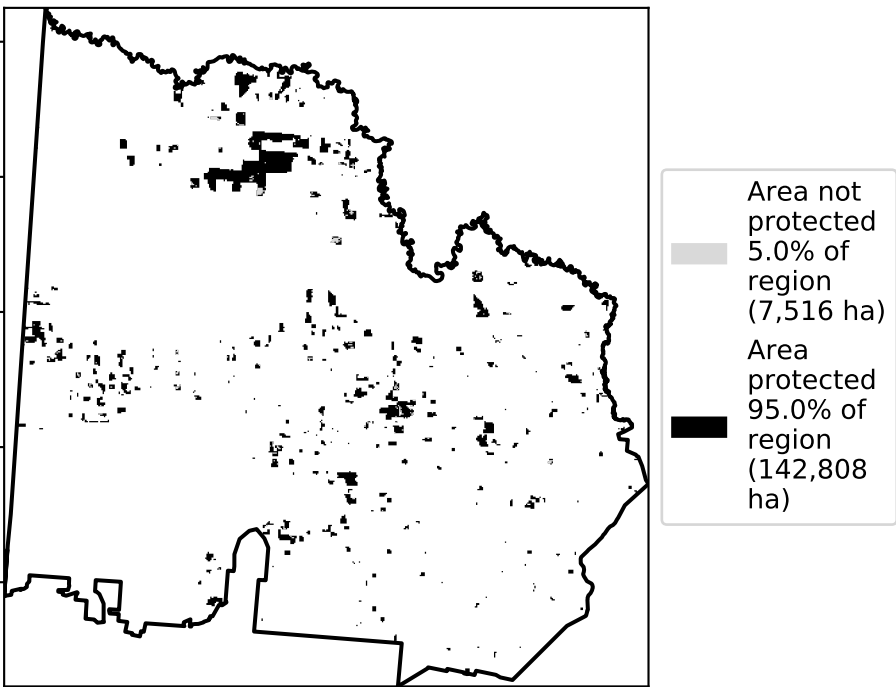 Area not
protected
5.0% of
region
(7,516 ha)
Area
protected
95.0% of
region
(142,808
ha)